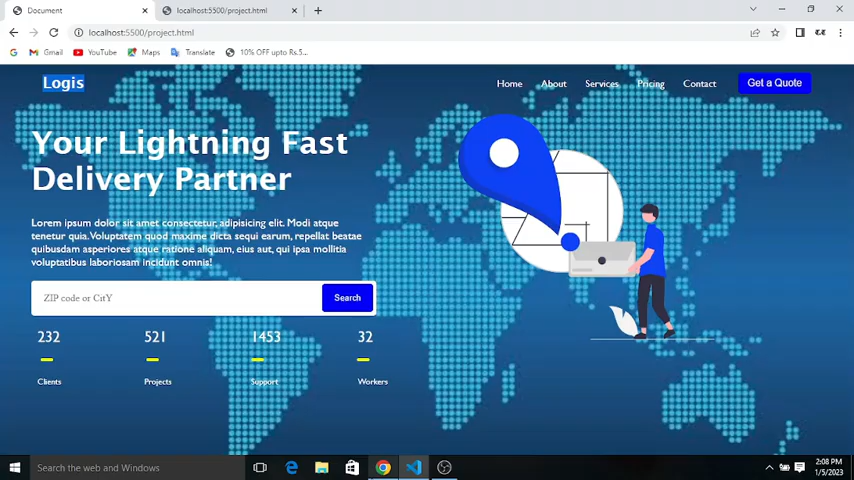 Document
localhost:5500/project.html
localhost:5500/project.html
Gmail
YouTube
Maps
Translate
10% OFF upto Rs.5...
Logis
Home
About
Services
Pricing
Contact
Get a Quote
Your Lightning Fast
Delivery Partner
Lorem ipsum dolor sit amet consectetur, adipisicing elit. Modi atque
tenetur quia.Voluptatem quod maxime dicta sequi earum, repellat beatae
quibusdam asperiores atque ratione aliquam, eius aut, qui ipsa mollitia
voluptatibus laboriosam incidunt omnis!
ZIP code or CitY
Search
232
521
1453
32
Clients
Projects
Support
Workers
Search the web and Windows
2:08 PM
1/5/2023